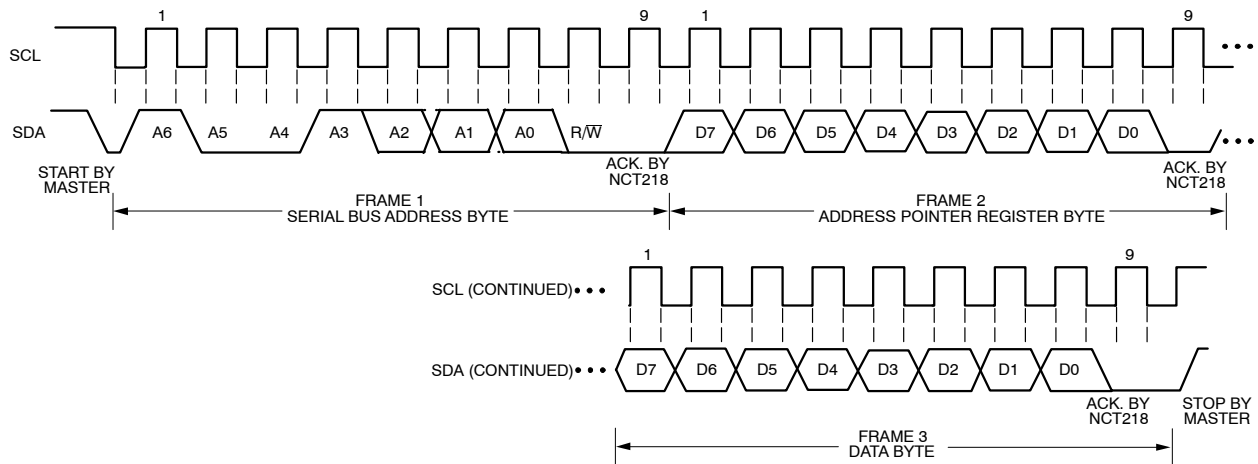 1 9 1 9
SCL
SDA A6 A5 A4 A3 A2 A1 A0 R/W̅ D7 D6 D5 D4 D3 D2 D1 D0
START BY
MASTER
ACK. BY
NCT218
ACK. BY
NCT218
FRAME 1
SERIAL BUS ADDRESS BYTE
FRAME 2
ADDRESS POINTER REGISTER BYTE
1 9
SCL (CONTINUED)
SDA (CONTINUED) D7 D6 D5 D4 D3 D2 D1 D0
ACK. BY
NCT218
STOP BY
MASTER
FRAME 3
DATA BYTE